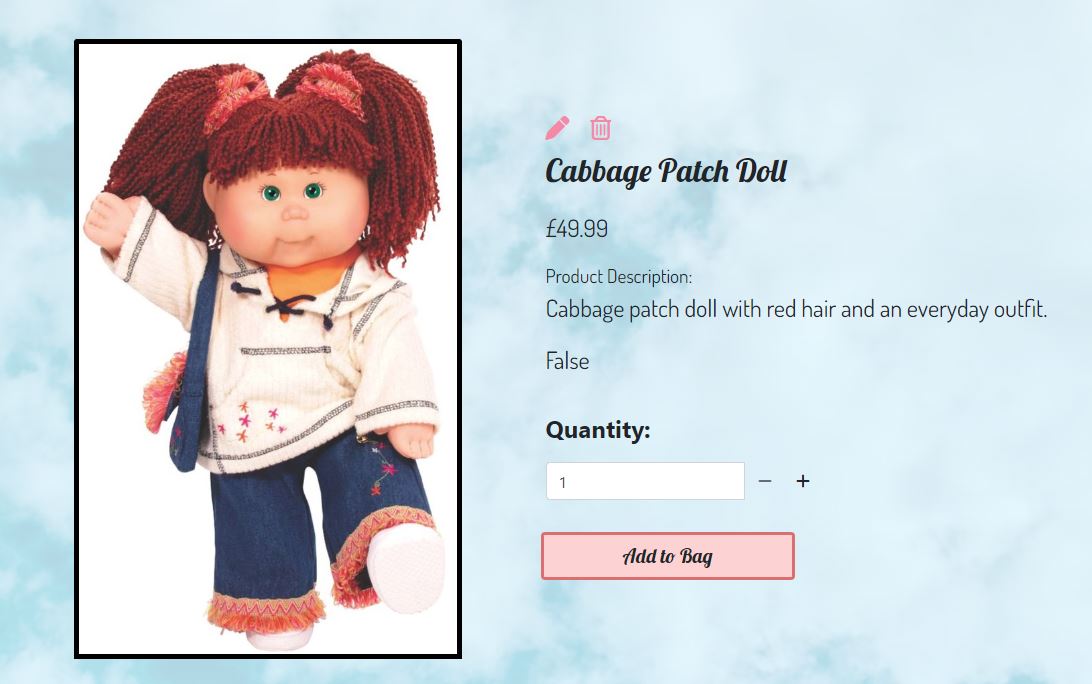 Cabbage Patch Doll
£49.99
Product Description:
Cabbage patch doll with red hair and an everyday outfit.
False
Quantity:
1
Add to Bag